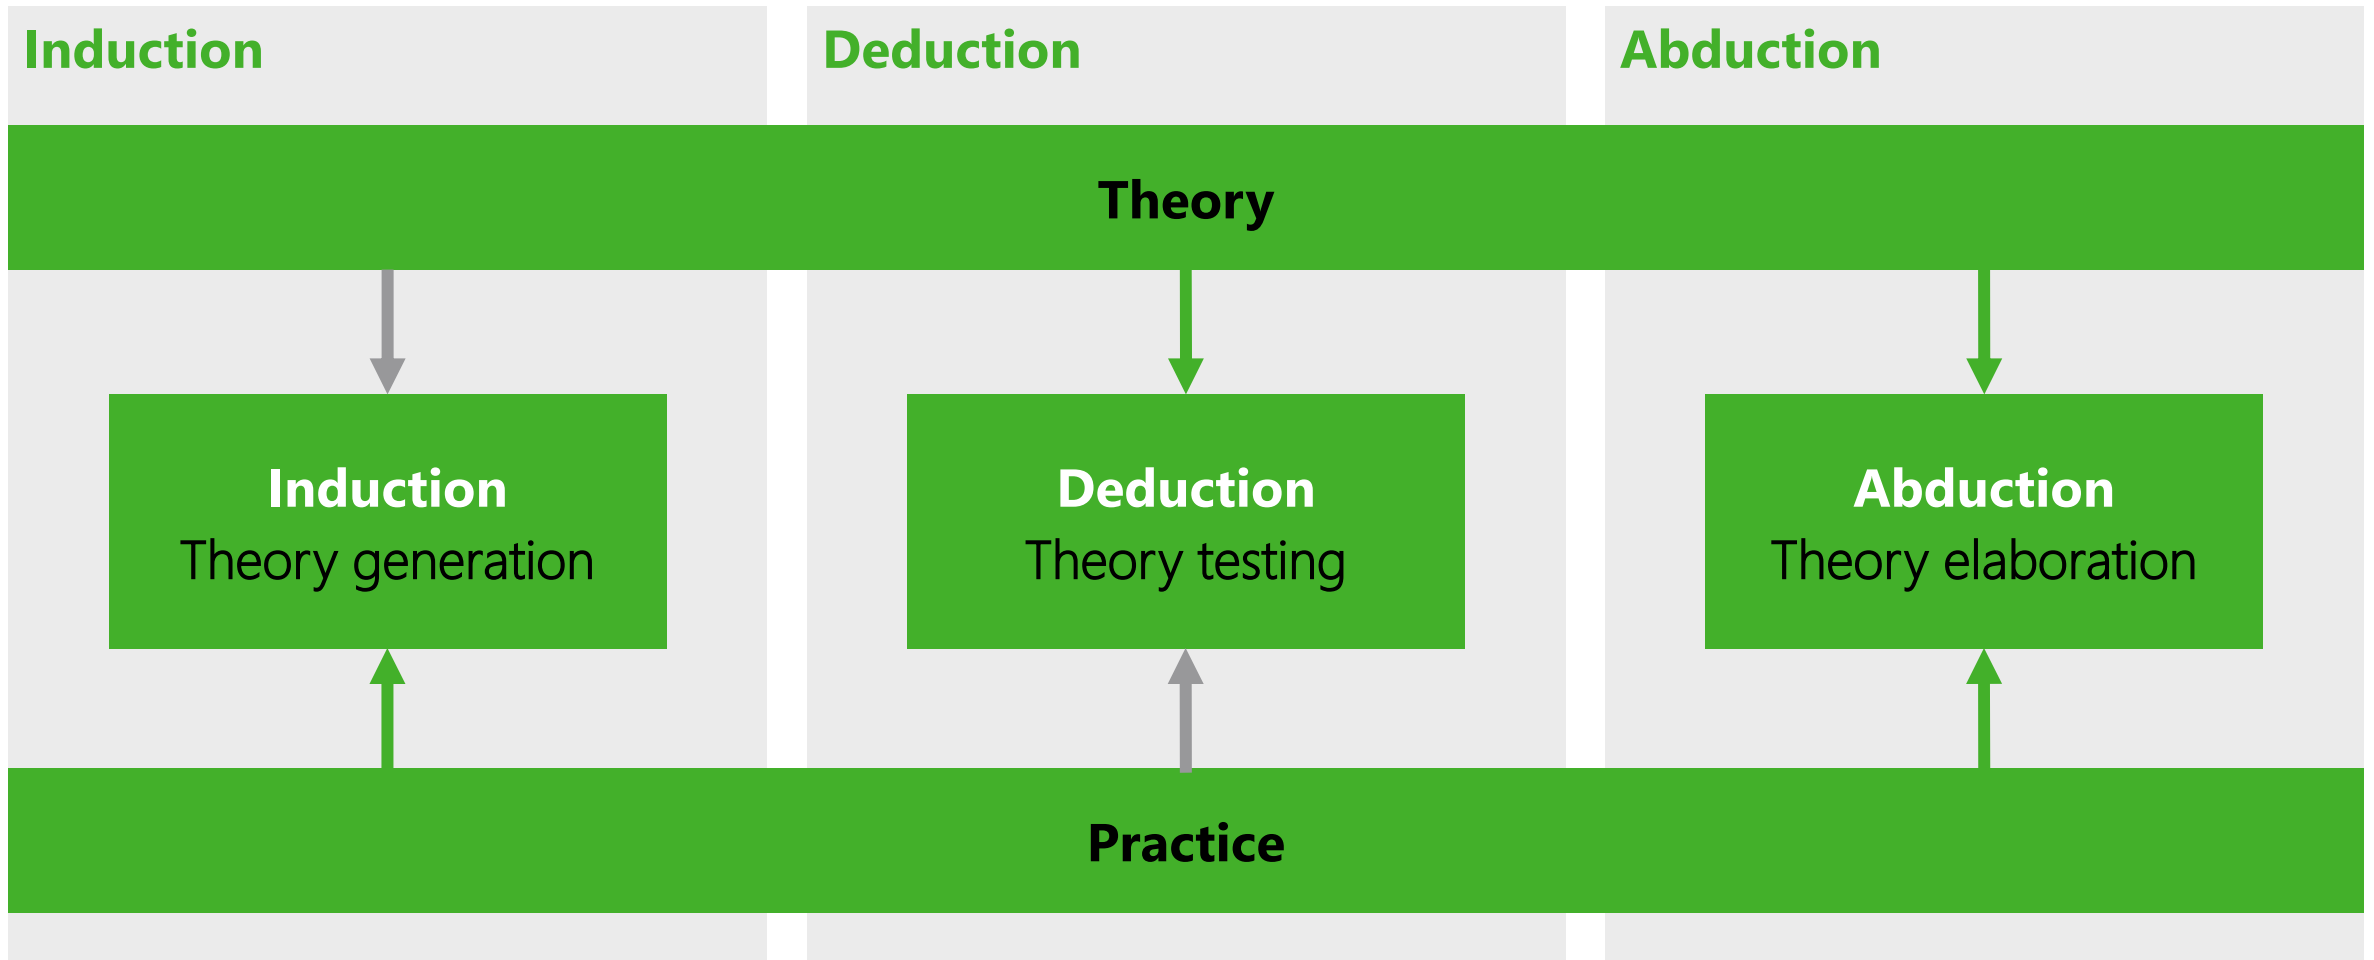 Induction
Deduction
Abduction
Theory
Induction
Theory generation
Deduction
Theory testing
Abduction
Theory elaboration
Practice